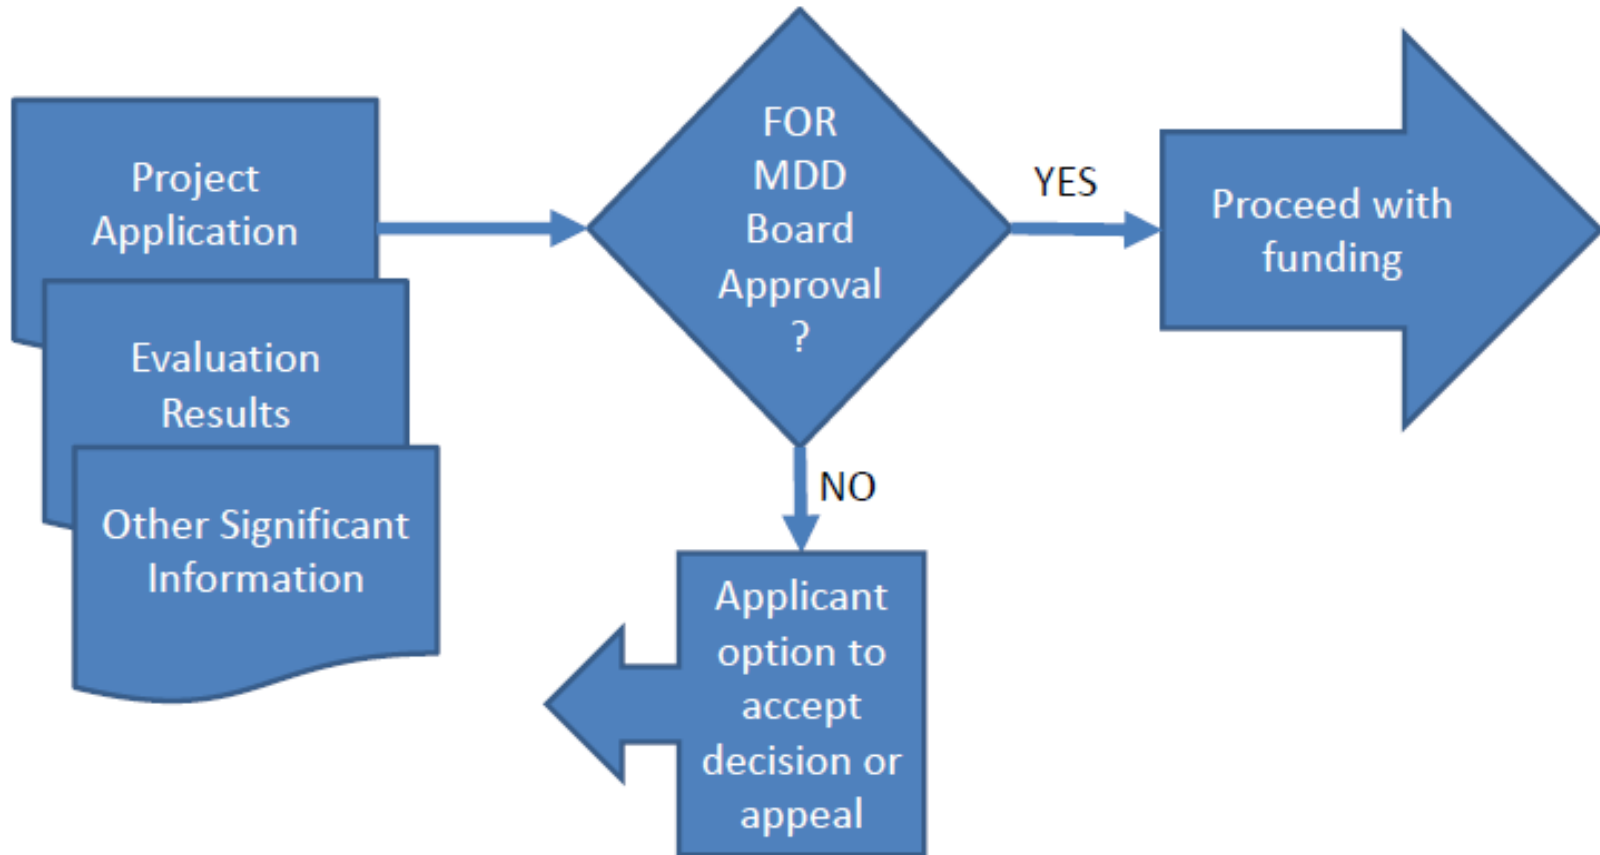 Project
Application
Evaluation
Results
Other Significant
Information
FOR
MDD
Board
Approval
?
YES
Proceed with
funding
NO
Applicant
option to
accept
decision or
appeal